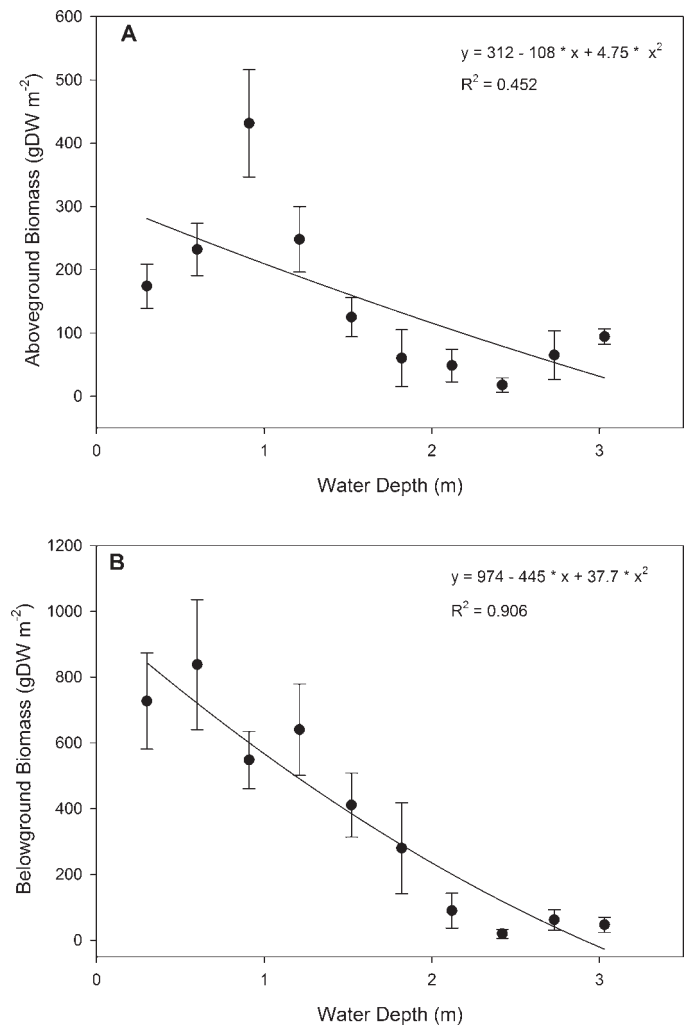 A
y = 312 - 108 * x + 4.75 * x²
R² = 0.452
600
500
400
300
200
100
0
Aboveground Biomass (gDW m⁻²)
0 1 2 3
Water Depth (m)
B
y = 974 - 445 * x + 37.7 * x²
R² = 0.906
1200
1000
800
600
400
200
0
Belowground Biomass (gDW m⁻²)
0 1 2 3
Water Depth (m)